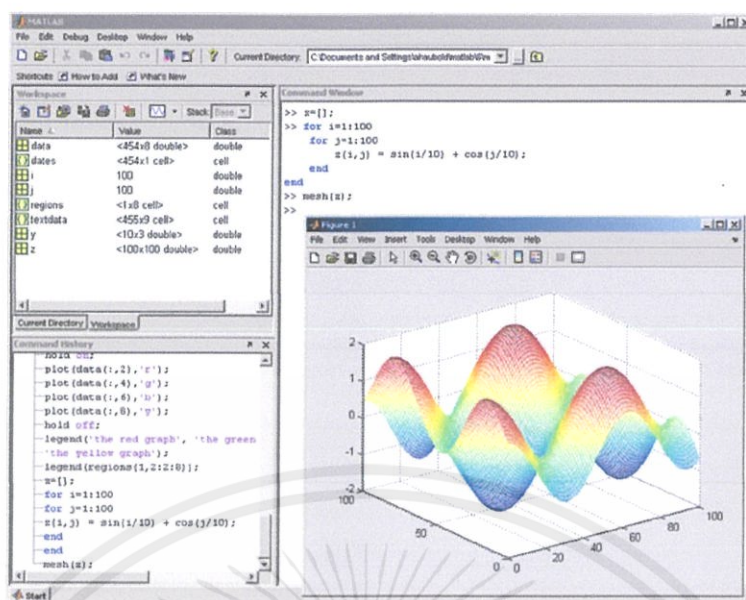 MATLAB
File Edit Debug Desktop Window Help
Current Directory: C:\Documents and Settings\
Shortcuts How to Add What's New
Workspace
Stack: Base
Name Value Class
data <454x8 double> double
dates <454x1 cell> cell
i 100 double
j 100 double
regions <1x8 cell> cell
textdata <455x9 cell> cell
y <10x3 double> double
z <100x100 double> double
Current Directory Workspace
Command History
hold on;
plot(data(:,2),'r');
plot(data(:,4),'g');
plot(data(:,6),'b');
plot(data(:,8),'y');
hold off;
legend('the red graph', 'the green
'the yellow graph');
legend(regions{1,2:2:8});
z=[];
for i=1:100
for j=1:100
z(i,j) = sin(i/10) + cos(j/10);
end
end
mesh(z);
Start
Command Window
>> z=[];
>> for i=1:100
for j=1:100
z(i,j) = sin(i/10) + cos(j/10);
end
end
>> mesh(z);
>>
Figure 1
File Edit View Insert Tools Desktop Window Help
2
1
0
-1
-2
100
50
0
0 20 40 60 80 100